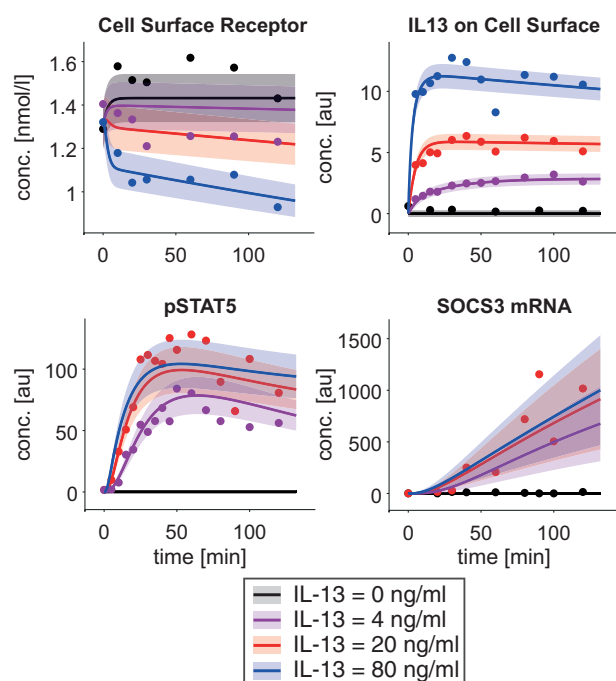 Cell Surface Receptor
IL13 on Cell Surface
conc. [nmol/l]
1.6
1.4
1.2
1
0 50 100
conc. [au]
10
5
0
0 50 100
pSTAT5
SOCS3 mRNA
conc. [au]
100
50
0
0 50 100
time [min]
conc. [au]
1500
1000
500
0
0 50 100
time [min]
IL-13 = 0 ng/ml
IL-13 = 4 ng/ml
IL-13 = 20 ng/ml
IL-13 = 80 ng/ml